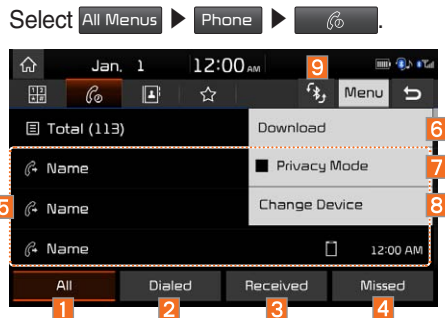 Select All Menus ▶ Phone ▶ .
Jan. 1 12:00 AM 9
Menu
Total (113) Download 6
Name Privacy Mode 7
5 Name Change Device 8
Name 12:00 AM
All Dialed Received Missed
1 2 3 4